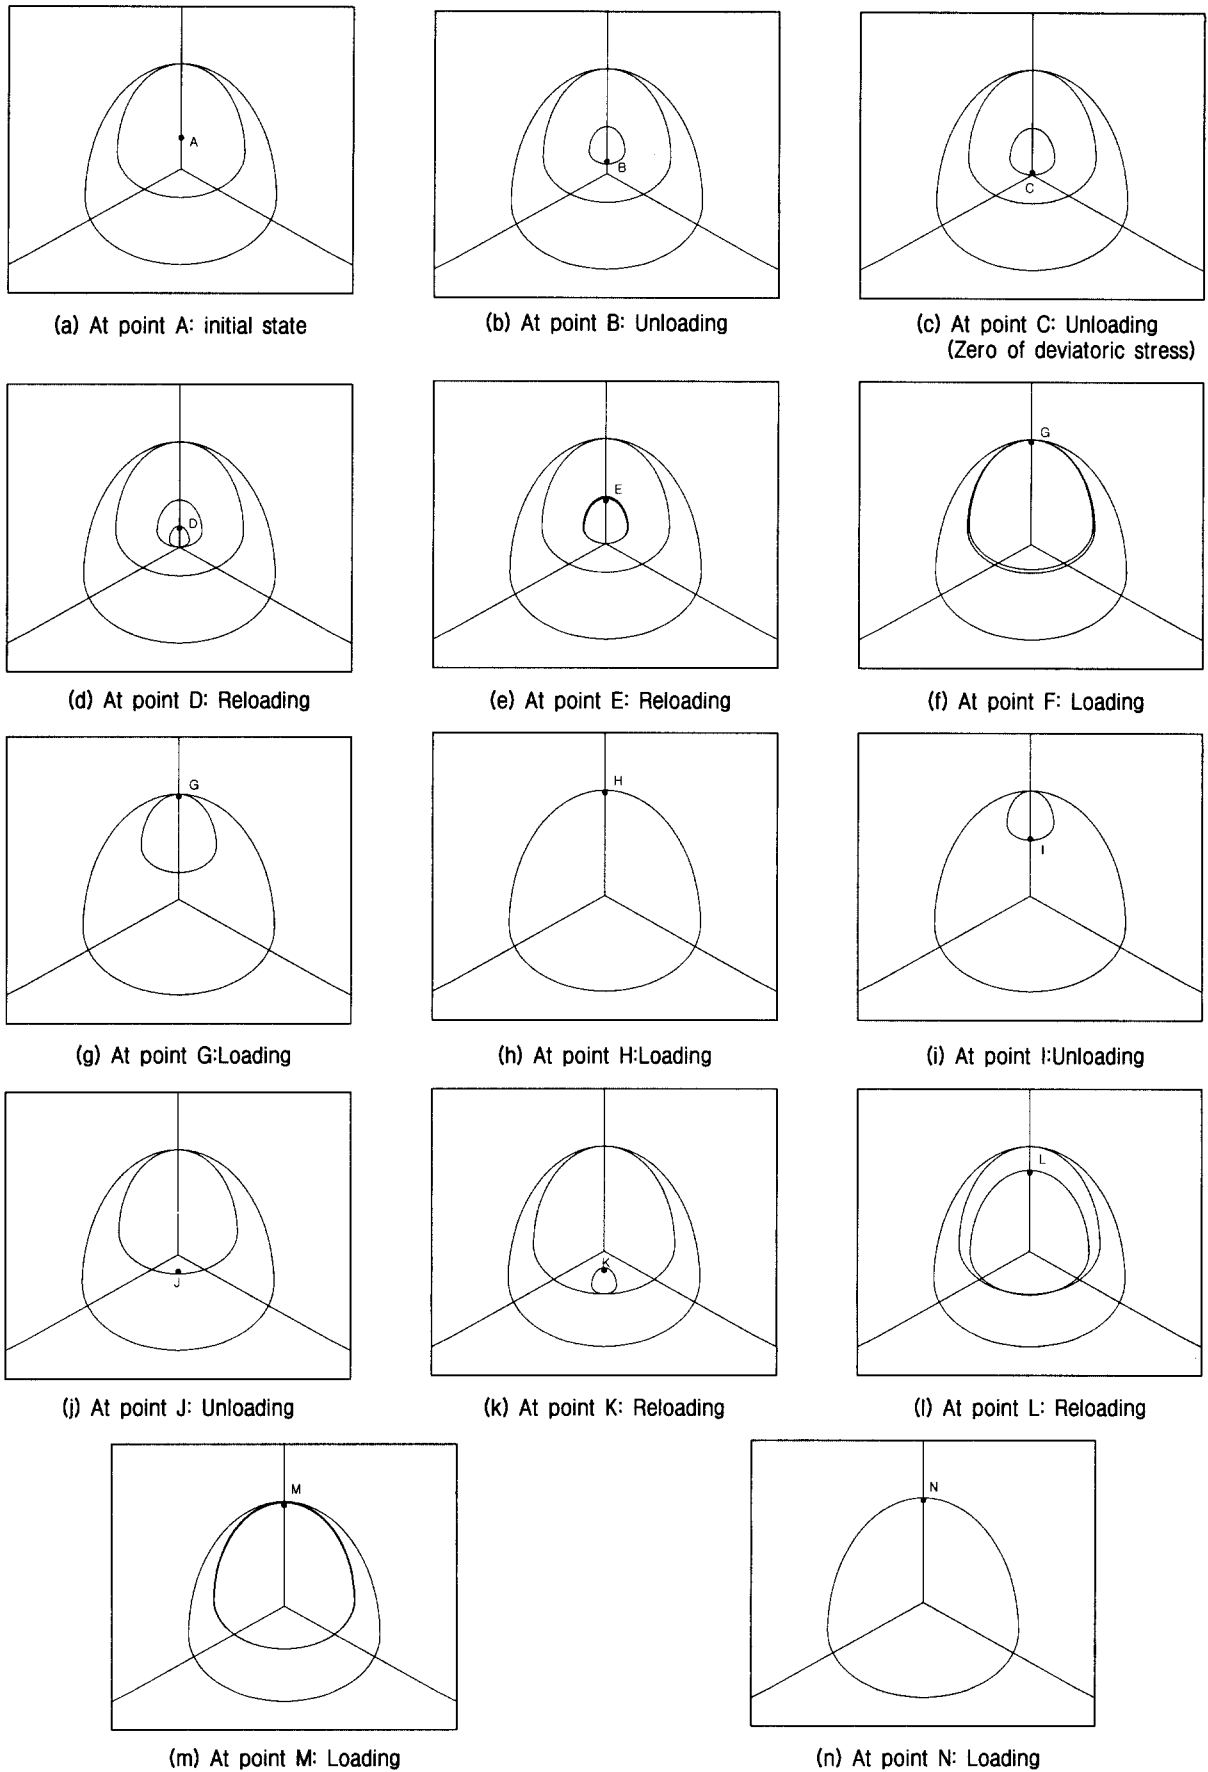 A
B
C
(a) At point A: initial state
(b) At point B: Unloading
(c) At point C: Unloading
(Zero of deviatoric stress)
D
E
G
(d) At point D: Reloading
(e) At point E: Reloading
(f) At point F: Loading
G
H
I
(g) At point G:Loading
(h) At point H:Loading
(i) At point I:Unloading
J
K
L
(j) At point J: Unloading
(k) At point K: Reloading
(l) At point L: Reloading
M
N
(m) At point M: Loading
(n) At point N: Loading